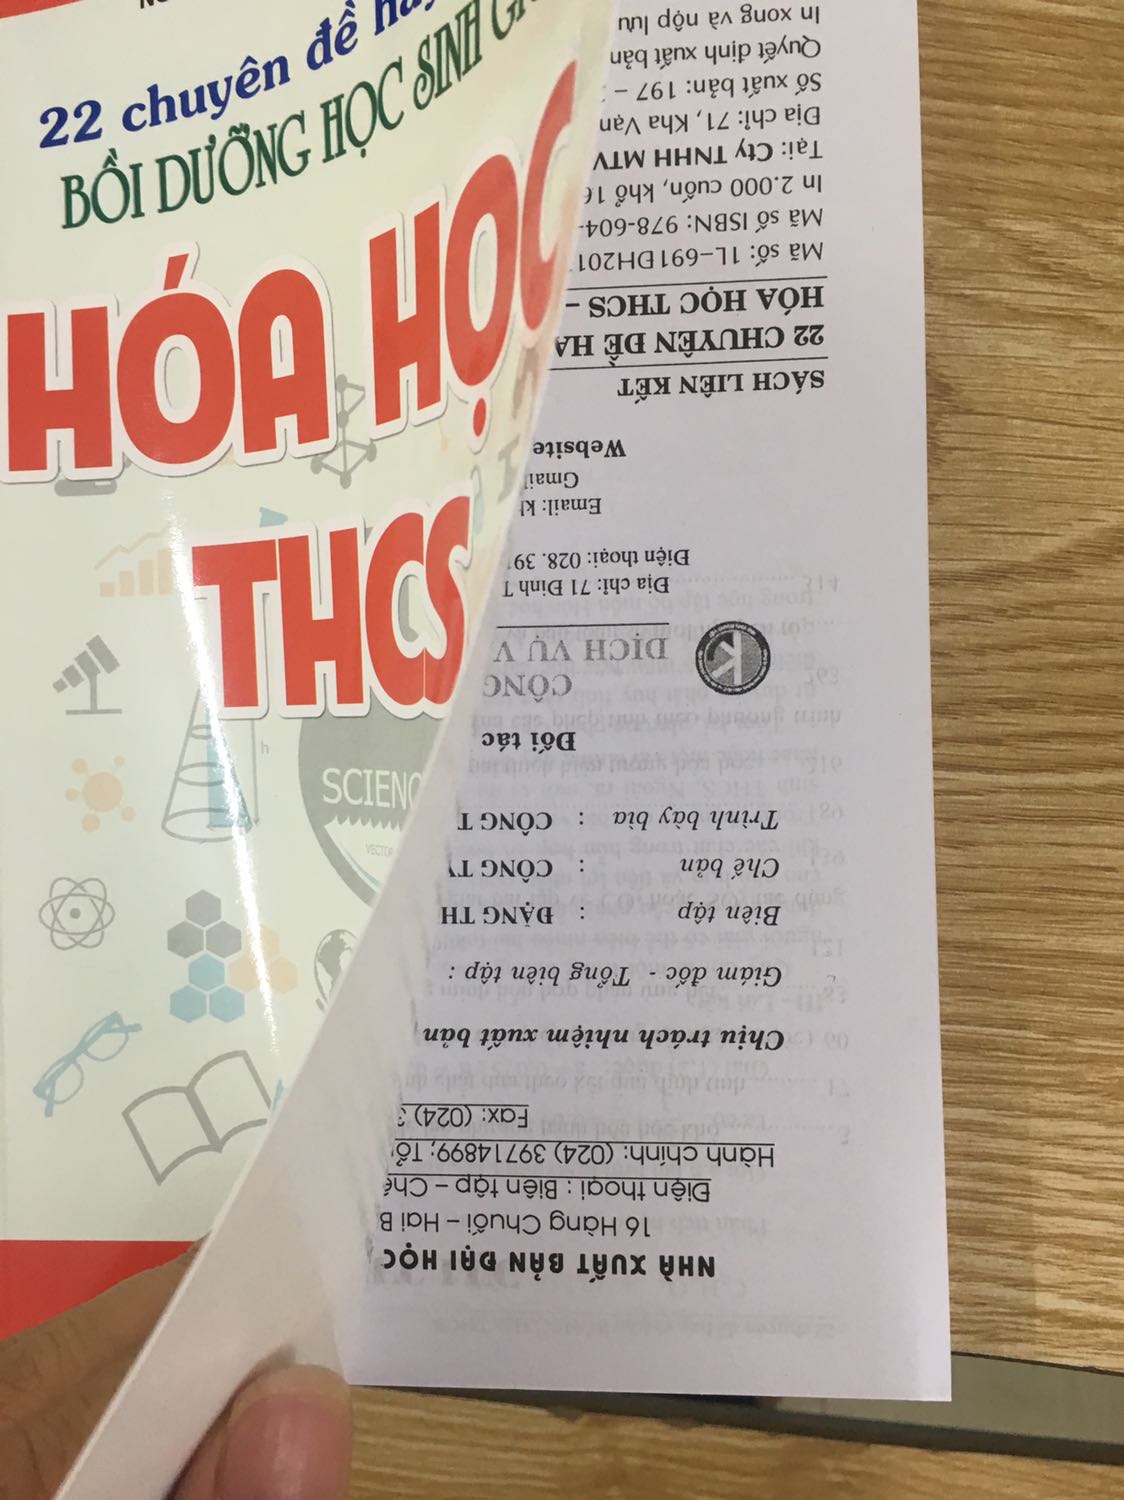 22 chuyên đề hay
BỒI DƯỠNG HỌC SINH
HÓA HỌC
THCS
SCIENC
VECTOR
h
NHÀ XUẤT BẢN ĐẠI HỌC
16 Hàng Chuối – Hai B
Điện thoại : Biên tập – Chế
Hành chính: (024) 39714899; Tổ
Fax: (024) 3
Chịu trách nhiệm xuất bản
Giám đốc - Tổng biên tập :
Biên tập : ĐẶNG TH
Chế bản : CÔNG TY
Trình bày bìa : CÔNG T
Đối tác
CÔNG
DỊCH VỤ V
K
Địa chỉ: 71 Đinh T
Điện thoại: 028. 39
Email: kh
Gmail
Website
SÁCH LIÊN KẾT
22 CHUYÊN ĐỀ HA
HÓA HỌC THCS –
Mã số: 1L–691ĐH201
Mã số ISBN: 978-604-
In 2.000 cuốn, khổ 16
Tại: Cty TNHH MTV
Địa chỉ: 71, Kha Vạn
Số xuất bản: 197 –
Quyết định xuất bản
In xong và nộp lưu